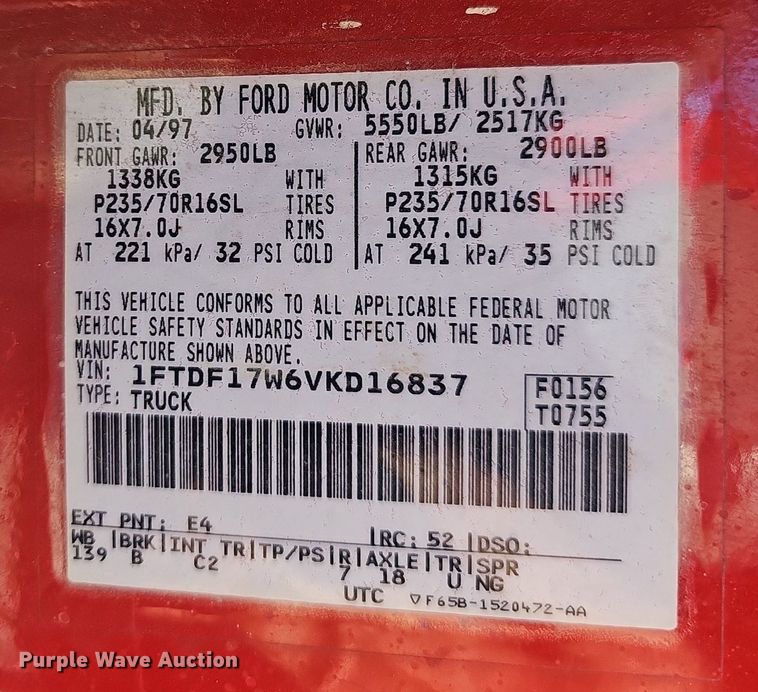 MFD. BY FORD MOTOR CO. IN U.S.A.
DATE: 04/97 GVWR: 5550LB/ 2517KG
FRONT GAWR: 2950LB REAR GAWR: 2900LB
1338KG WITH 1315KG WITH
P235/70R16SL TIRES P235/70R16SL TIRES
16X7.0J RIMS 16X7.0J RIMS
AT 221 kPa/ 32 PSI COLD AT 241 kPa/ 35 PSI COLD
THIS VEHICLE CONFORMS TO ALL APPLICABLE FEDERAL MOTOR
VEHICLE SAFETY STANDARDS IN EFFECT ON THE DATE OF
MANUFACTURE SHOWN ABOVE.
VIN: 1FTDF17W6VKD16837 F0156
TYPE: TRUCK T0755
EXT PNT: E4 RC: 52 DSO:
WB BRK INT TR TP/PS R AXLE TR SPR
139 B C2 7 18 U NG
UTC ▽F65B-1520472-AA
Purple Wave Auction